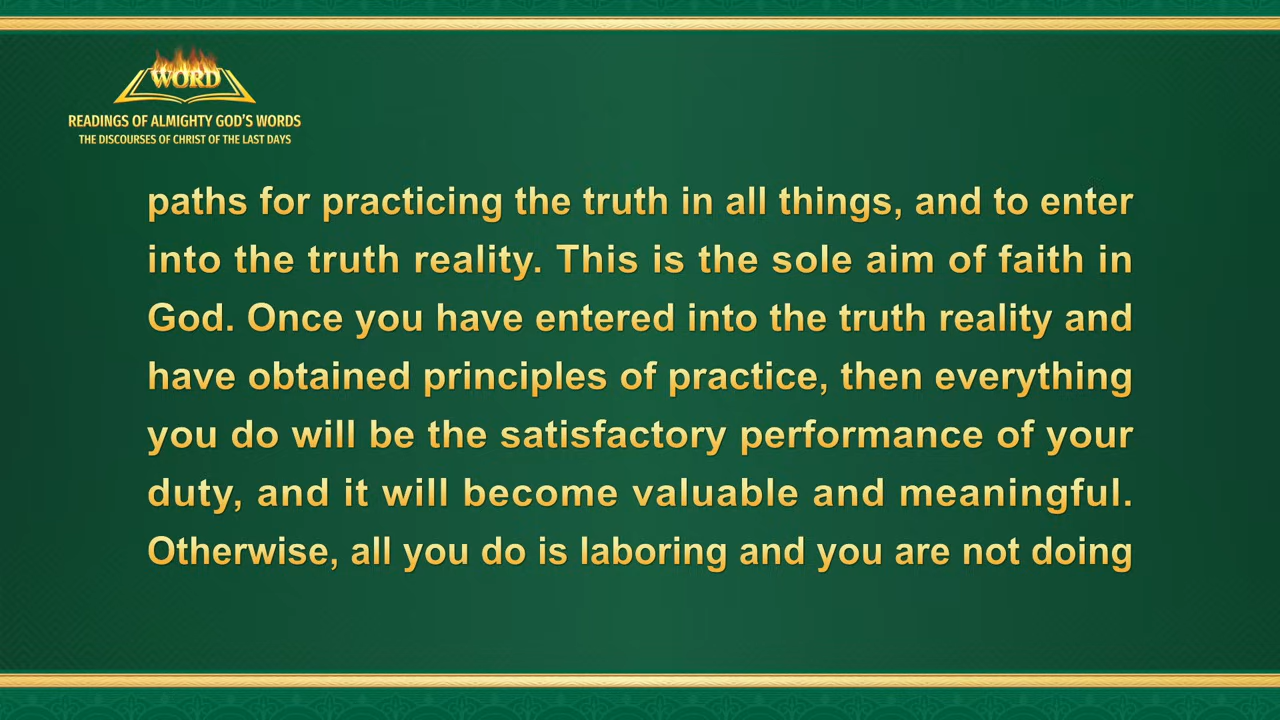 WORD
READINGS OF ALMIGHTY GOD'S WORDS
THE DISCOURSES OF CHRIST OF THE LAST DAYS
paths for practicing the truth in all things, and to enter
into the truth reality. This is the sole aim of faith in
God. Once you have entered into the truth reality and
have obtained principles of practice, then everything
you do will be the satisfactory performance of your
duty, and it will become valuable and meaningful.
Otherwise, all you do is laboring and you are not doing